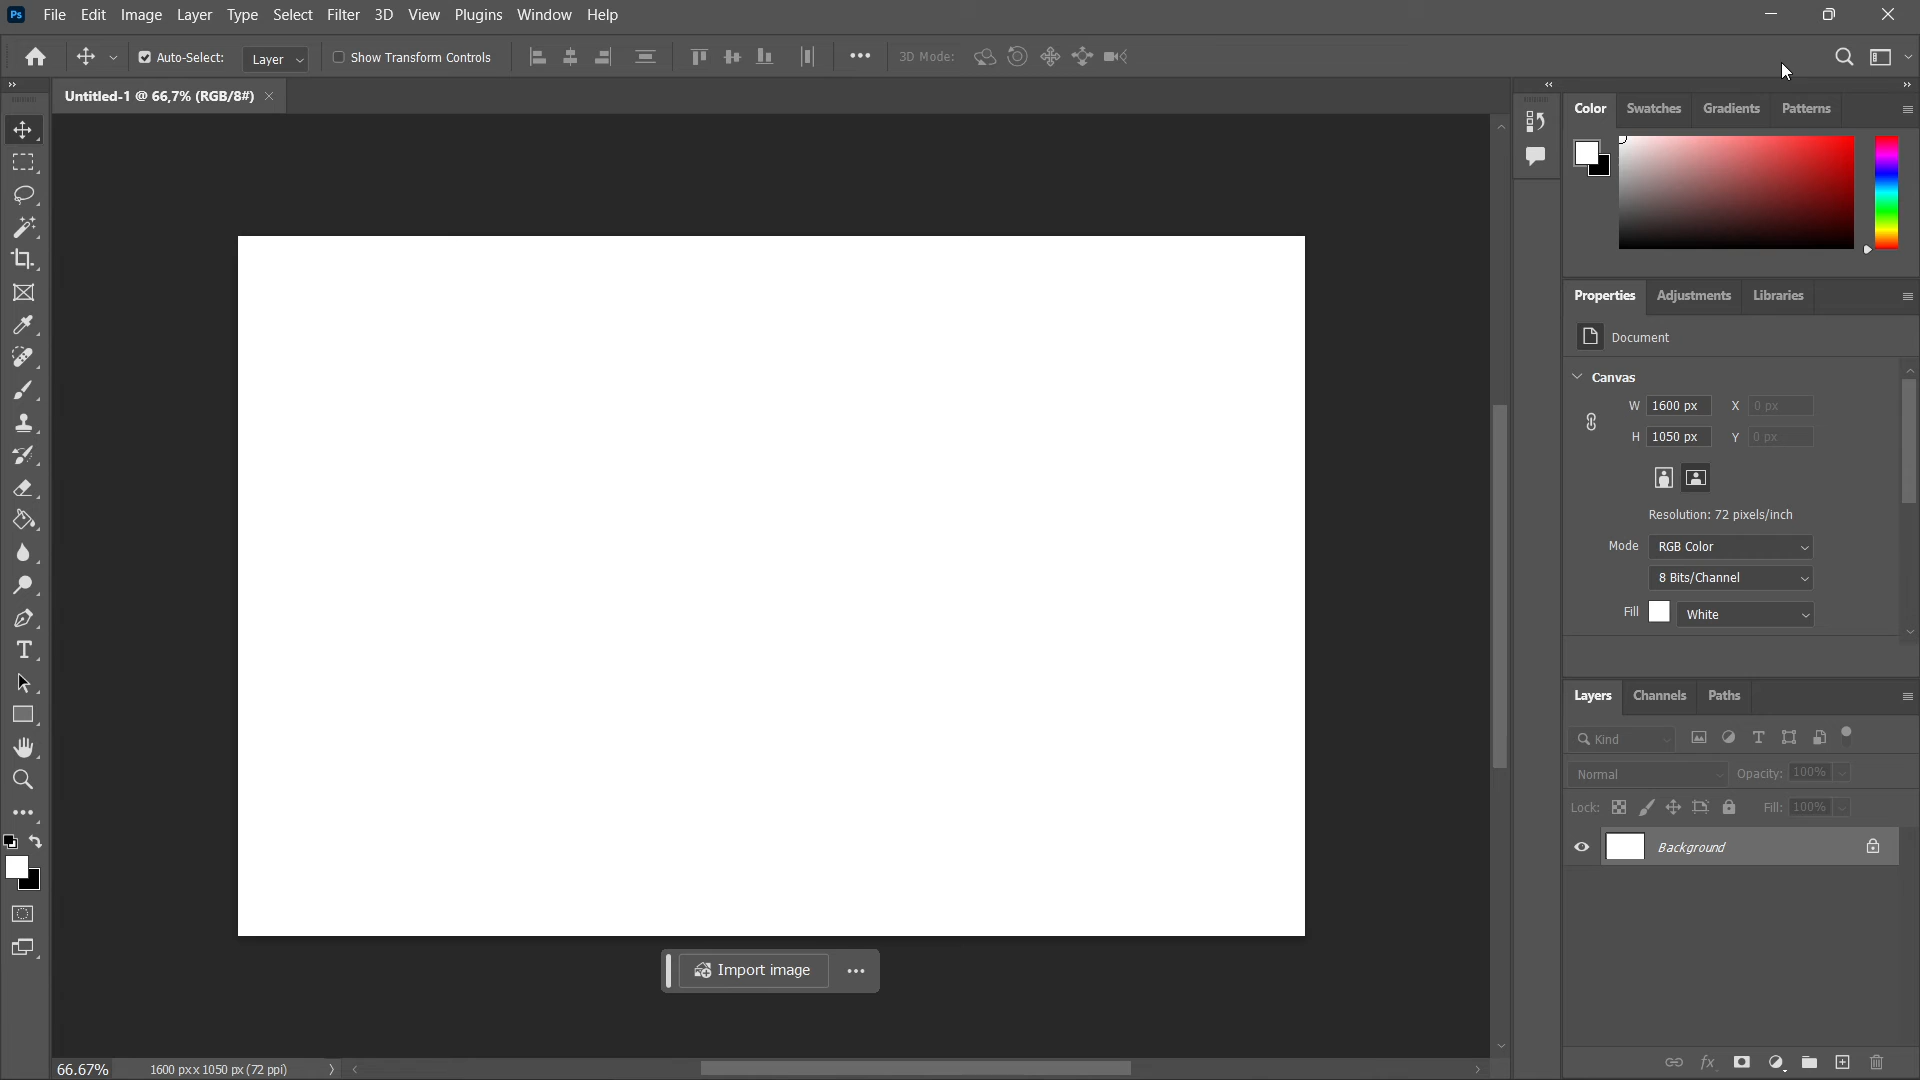 Ps File Edit Image Layer Type Select Filter 3D View Plugins Window Help
Auto-Select: Layer Show Transform Controls 3D Mode:
Untitled-1 @ 66,7% (RGB/8#)
Color Swatches Gradients Patterns
Properties Adjustments Libraries
Document
Canvas
W 1600 px X 0 px
H 1050 px Y 0 px
Resolution: 72 pixels/inch
Mode RGB Color
8 Bits/Channel
Fill White
Layers Channels Paths
Kind
Normal Opacity: 100%
Lock: Fill: 100%
Background
Import image
66.67% 1600 px x 1050 px (72 ppi)